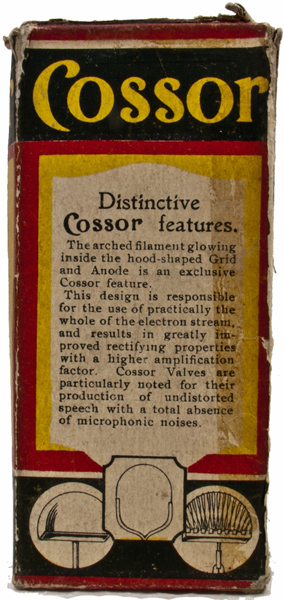 Cossor
Distinctive
Cossor features.
The arched filament glowing
inside the hood-shaped Grid
and Anode is an exclusive
Cossor feature.
This design is responsible
for the use of practically the
whole of the electron stream,
and results in greatly im-
proved rectifying properties
with a higher amplification
factor. Cossor Valves are
particularly noted for their
production of undistorted
speech with a total absence
of microphonic noises.